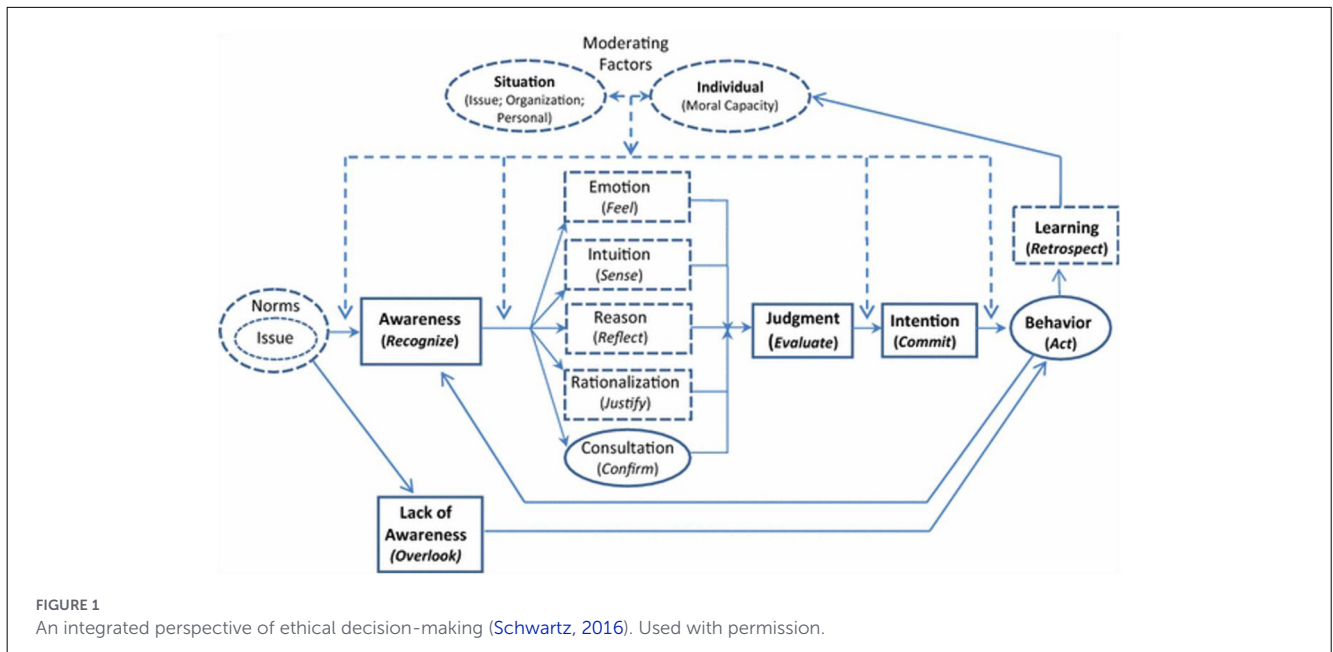 Moderating
Factors
Situation
(Issue; Organization;
Personal)
Individual
(Moral Capacity)
Emotion
(Feel)
Learning
(Retrospect)
Intuition
(Sense)
Norms
Issue
Awareness
(Recognize)
Reason
(Reflect)
Judgment
(Evaluate)
Intention
(Commit)
Behavior
(Act)
Rationalization
(Justify)
Consultation
(Confirm)
Lack of
Awareness
(Overlook)
FIGURE 1
An integrated perspective of ethical decision-making (Schwartz, 2016). Used with permission.